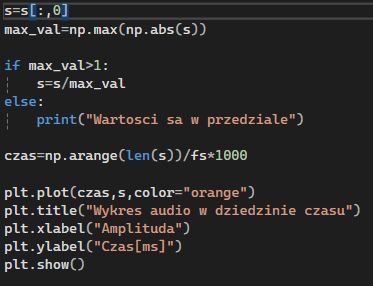 s=s[:,0]
max_val=np.max(np.abs(s))
if max_val>1:
    s=s/max_val
else:
    print("Wartosci sa w przedziale")
czas=np.arange(len(s))/fs*1000
plt.plot(czas,s,color="orange")
plt.title("Wykres audio w dziedzinie czasu")
plt.xlabel("Amplituda")
plt.ylabel("Czas[ms]")
plt.show()